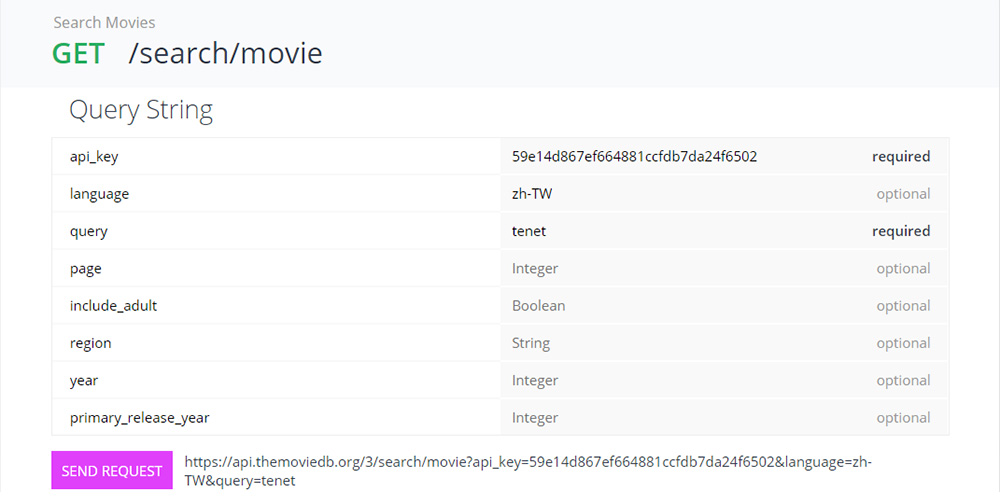 Search Movies
GET /search/movie
Query String
api_key 59e14d867ef664881ccfdb7da24f6502 required
language zh-TW optional
query tenet required
page Integer optional
include_adult Boolean optional
region String optional
year Integer optional
primary_release_year Integer optional
SEND REQUEST https://api.themoviedb.org/3/search/movie?api_key=59e14d867ef664881ccfdb7da24f6502&language=zh-
TW&query=tenet